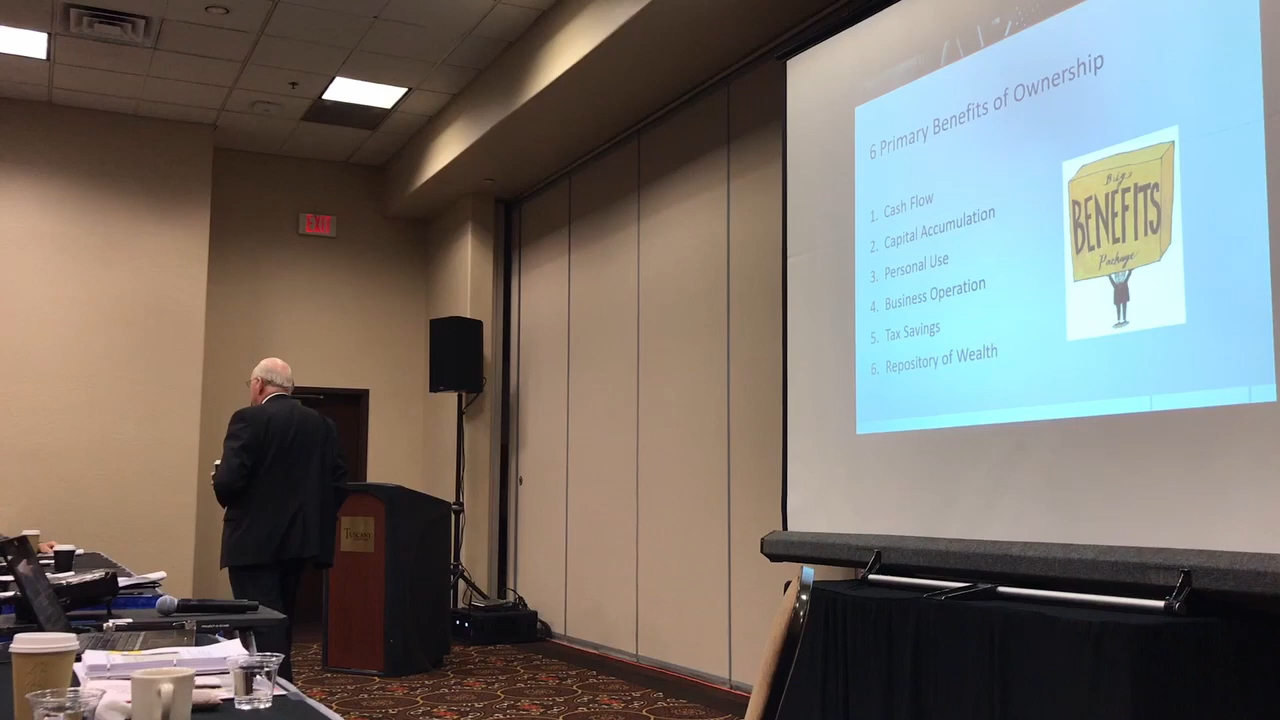 6 Primary Benefits of Ownership
1. Cash Flow
2. Capital Accumulation
3. Personal Use
4. Business Operation
5. Tax Savings
6. Repository of Wealth
Big
BENEFITS
Package
EXIT
TUSCANY